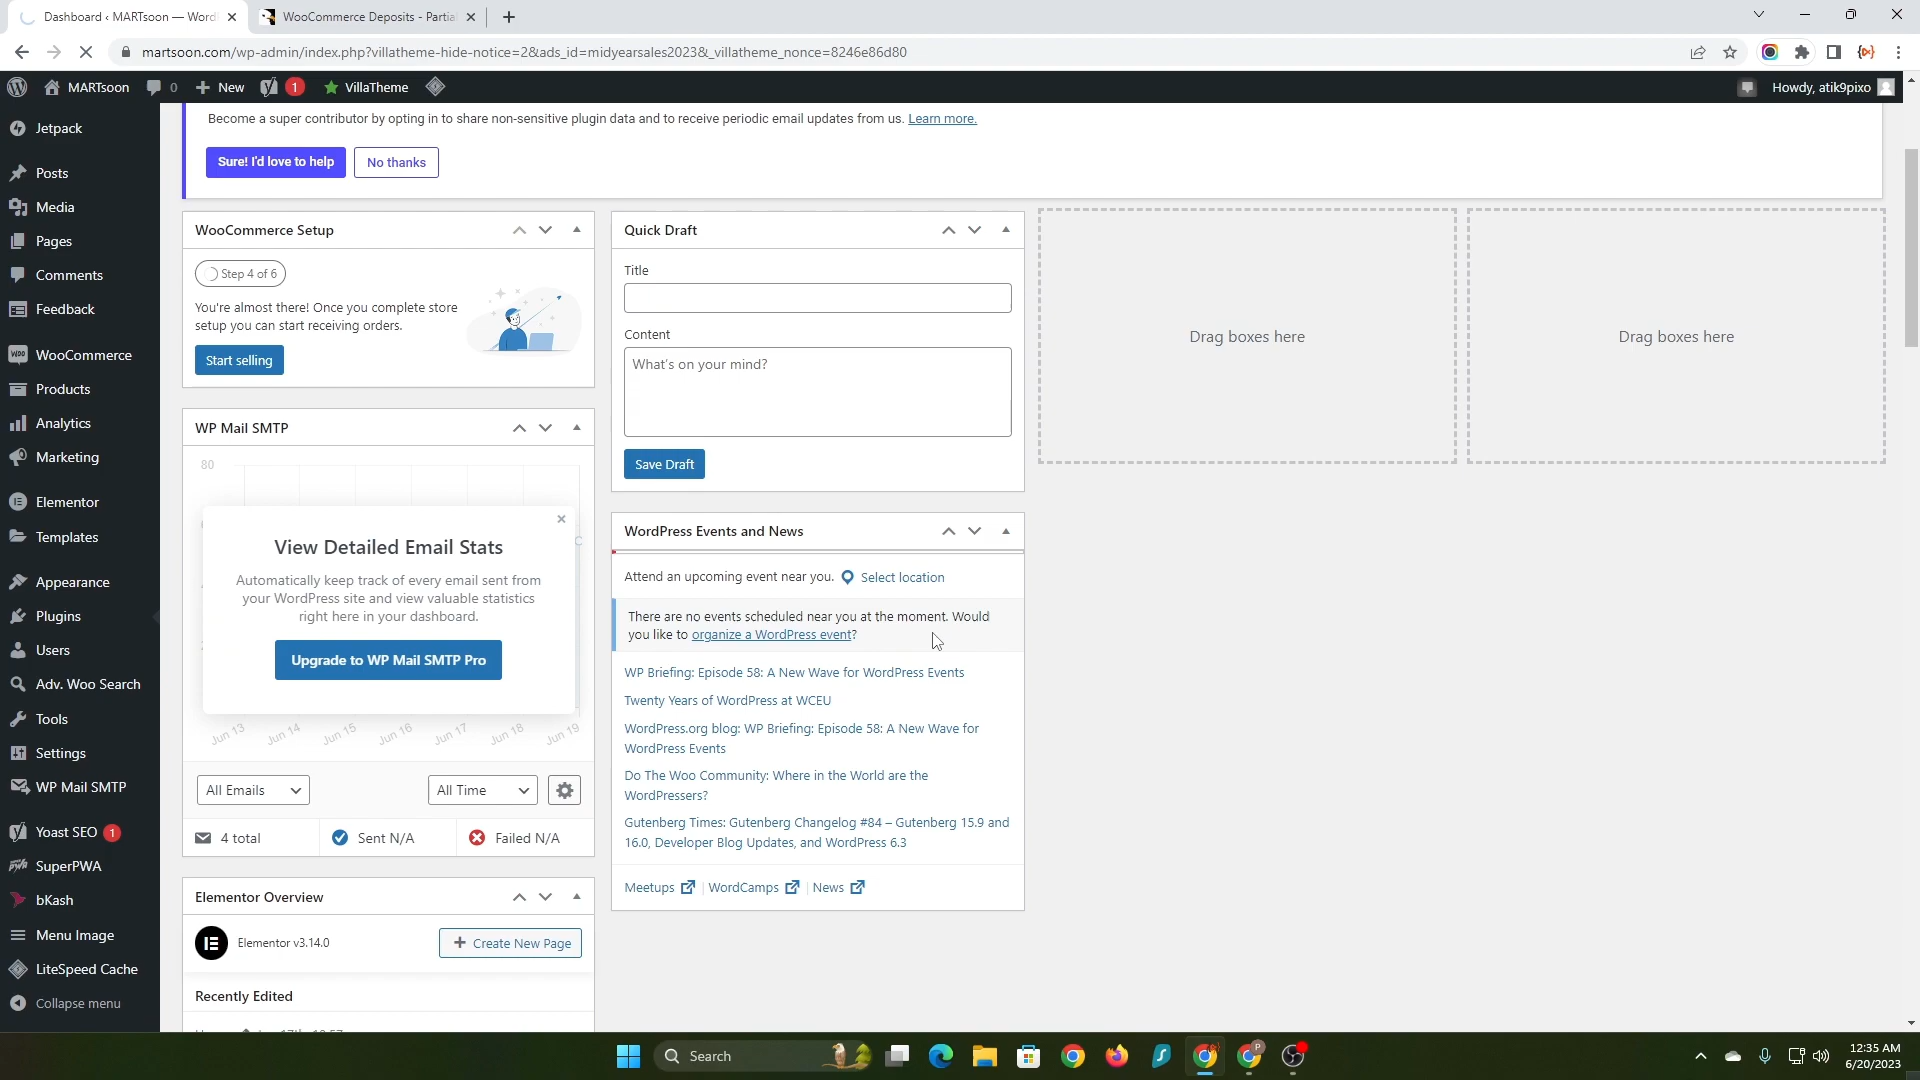 Dashboard ‹ MARTsoon — Word
WooCommerce Deposits - Partial
martsoon.com/wp-admin/index.php?villatheme-hide-notice=2&ads_id=midyearsales2023&_villatheme_nonce=8246e86d80
MARTsoon
0
New
1
VillaTheme
Howdy, atik9pixo
Jetpack
Posts
Media
Pages
Comments
Feedback
WooCommerce
Products
Analytics
Marketing
Elementor
Templates
Appearance
Plugins
Users
Adv. Woo Search
Tools
Settings
WP Mail SMTP
Yoast SEO 1
SuperPWA
bKash
Menu Image
LiteSpeed Cache
Collapse menu
Become a super contributor by opting in to share non-sensitive plugin data and to receive periodic email updates from us. Learn more.
Sure! I'd love to help
No thanks
WooCommerce Setup
Step 4 of 6
You're almost there! Once you complete store
setup you can start receiving orders.
Start selling
WP Mail SMTP
80
View Detailed Email Stats
Automatically keep track of every email sent from
your WordPress site and view valuable statistics
right here in your dashboard.
Upgrade to WP Mail SMTP Pro
Jun 13
Jun 14
Jun 15
Jun 16
Jun 17
Jun 18
Jun 19
All Emails
All Time
4 total
Sent N/A
Failed N/A
Elementor Overview
Elementor v3.14.0
+ Create New Page
Recently Edited
Quick Draft
Title
Content
What's on your mind?
Save Draft
WordPress Events and News
Attend an upcoming event near you.
Select location
There are no events scheduled near you at the moment. Would
you like to organize a WordPress event?
WP Briefing: Episode 58: A New Wave for WordPress Events
Twenty Years of WordPress at WCEU
WordPress.org blog: WP Briefing: Episode 58: A New Wave for
WordPress Events
Do The Woo Community: Where in the World are the
WordPressers?
Gutenberg Times: Gutenberg Changelog #84 – Gutenberg 15.9 and
16.0, Developer Blog Updates, and WordPress 6.3
Meetups | WordCamps | News
Drag boxes here
Drag boxes here
Search
12:35 AM
6/20/2023